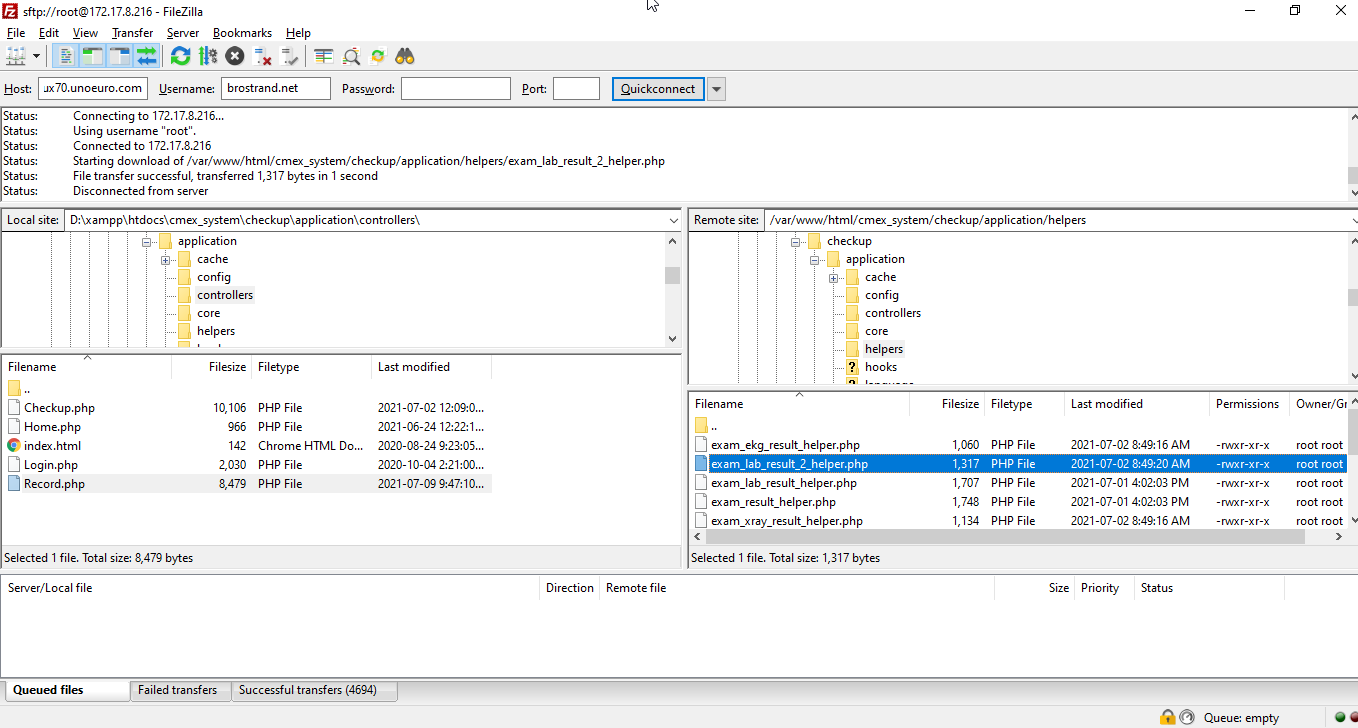 sftp://root@172.17.8.216 - FileZilla
File Edit View Transfer Server Bookmarks Help
Host: ux70.unoeuro.com Username: brostrand.net Password: Port: Quickconnect
Status: Connecting to 172.17.8.216...
Status: Using username "root".
Status: Connected to 172.17.8.216
Status: Starting download of /var/www/html/cmex_system/checkup/application/helpers/exam_lab_result_2_helper.php
Status: File transfer successful, transferred 1,317 bytes in 1 second
Status: Disconnected from server
Local site: D:\xampp\htdocs\cmex_system\checkup\application\controllers\
application
cache
config
controllers
core
helpers
Filename Filesize Filetype Last modified
..
Checkup.php 10,106 PHP File 2021-07-02 12:09:0...
Home.php 966 PHP File 2021-06-24 12:22:1...
index.html 142 Chrome HTML Do... 2020-08-24 9:23:05...
Login.php 2,030 PHP File 2020-10-04 2:21:00...
Record.php 8,479 PHP File 2021-07-09 9:47:10...
Selected 1 file. Total size: 8,479 bytes
Remote site: /var/www/html/cmex_system/checkup/application/helpers
checkup
application
cache
config
controllers
core
helpers
? hooks
? language
Filename Filesize Filetype Last modified Permissions Owner/Gr
..
exam_ekg_result_helper.php 1,060 PHP File 2021-07-02 8:49:16 AM -rwxr-xr-x root root
exam_lab_result_2_helper.php 1,317 PHP File 2021-07-02 8:49:20 AM -rwxr-xr-x root root
exam_lab_result_helper.php 1,707 PHP File 2021-07-01 4:02:03 PM -rwxr-xr-x root root
exam_result_helper.php 1,748 PHP File 2021-07-01 4:02:03 PM -rwxr-xr-x root root
exam_xray_result_helper.php 1,134 PHP File 2021-07-02 8:49:16 AM -rwxr-xr-x root root
Selected 1 file. Total size: 1,317 bytes
Server/Local file Direction Remote file Size Priority Status
Queued files Failed transfers Successful transfers (4694)
Queue: empty